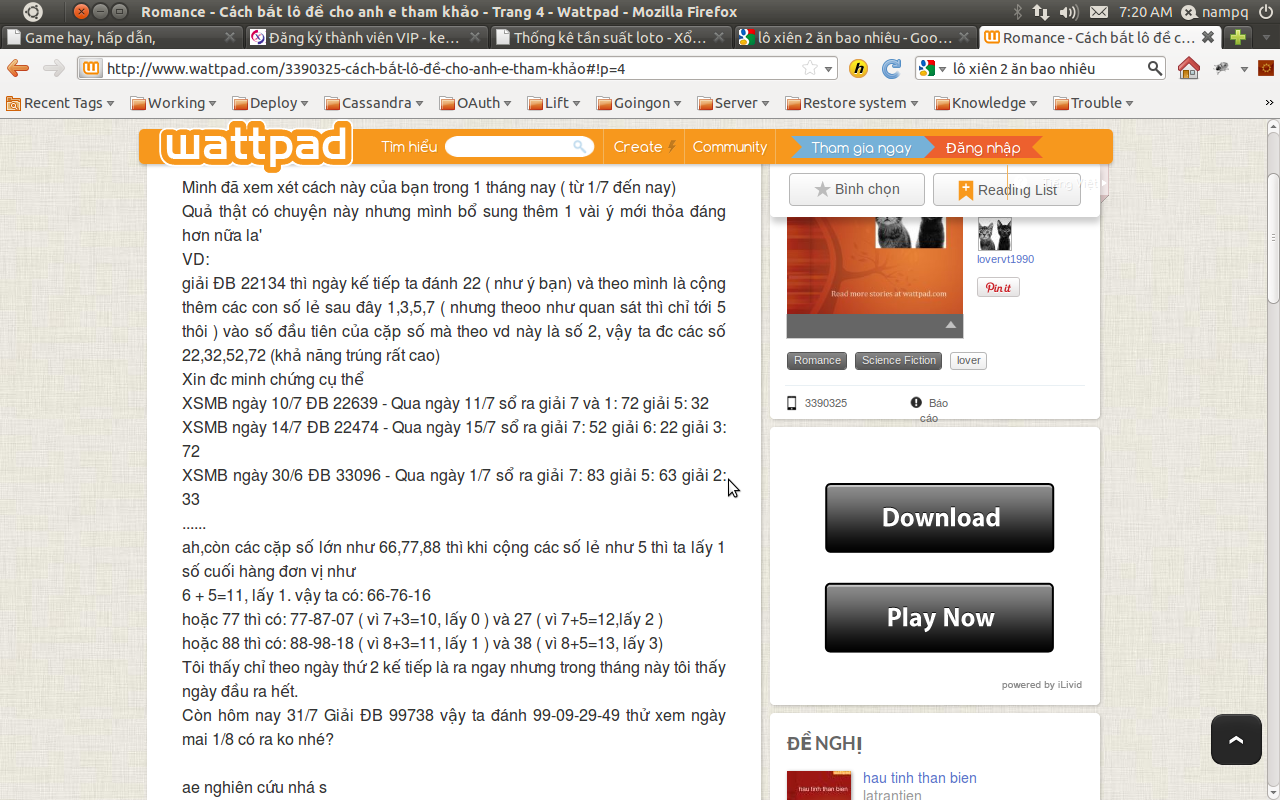 Romance - Cách bắt lô đề cho anh e tham khảo - Trang 4 - Wattpad - Mozilla Firefox
7:20 AM nampq
Game hay, hấp dẫn,
Đăng ký thành viên VIP - ke...
Thống kê tần suất loto - Xổ...
lô xiên 2 ăn bao nhiêu - Goo...
Romance - Cách bắt lô đề c...
http://www.wattpad.com/3390325-cách-bắt-lô-đề-cho-anh-e-tham-khảo#!p=4
lô xiên 2 ăn bao nhiêu
Recent Tags Working Deploy Cassandra OAuth Lift Goingon Server Restore system Knowledge Trouble »
wattpad Tìm hiểu Create Community Tham gia ngay Đăng nhập
Mình đã xem xét cách này của bạn trong 1 tháng nay ( từ 1/7 đến nay)
Quả thật có chuyện này nhưng mình bổ sung thêm 1 vài ý mới thỏa đáng
hơn nữa la'
VD:
giải ĐB 22134 thì ngày kế tiếp ta đánh 22 ( như ý bạn) và theo mình là cộng
thêm các con số lẻ sau đây 1,3,5,7 ( nhưng theoo như quan sát thì chỉ tới 5
thôi ) vào số đầu tiên của cặp số mà theo vd này là số 2, vậy ta đc các số
22,32,52,72 (khả năng trúng rất cao)
Xin đc minh chứng cụ thể
XSMB ngày 10/7 ĐB 22639 - Qua ngày 11/7 sổ ra giải 7 và 1: 72 giải 5: 32
XSMB ngày 14/7 ĐB 22474 - Qua ngày 15/7 sổ ra giải 7: 52 giải 6: 22 giải 3:
72
XSMB ngày 30/6 ĐB 33096 - Qua ngày 1/7 sổ ra giải 7: 83 giải 5: 63 giải 2:
33
......
ah,còn các cặp số lớn như 66,77,88 thì khi cộng các số lẻ như 5 thì ta lấy 1
số cuối hàng đơn vị như
6 + 5=11, lấy 1. vậy ta có: 66-76-16
hoặc 77 thì có: 77-87-07 ( vì 7+3=10, lấy 0 ) và 27 ( vì 7+5=12,lấy 2 )
hoặc 88 thì có: 88-98-18 ( vì 8+3=11, lấy 1 ) và 38 ( vì 8+5=13, lấy 3)
Tôi thấy chỉ theo ngày thứ 2 kế tiếp là ra ngay nhưng trong tháng này tôi thấy
ngày đầu ra hết.
Còn hôm nay 31/7 Giải ĐB 99738 vậy ta đánh 99-09-29-49 thử xem ngày
mai 1/8 có ra ko nhé?
ae nghiên cứu nhá s
Bình chọn
Reading List
Read more stories at wattpad.com
lovervt1990
Pin it
Romance Science Fiction lover
3390325
Báo
cáo
Download
Play Now
powered by iLivid
ĐỀ NGHỊ
hau tinh than bien
hau tinh than bien
latrantien